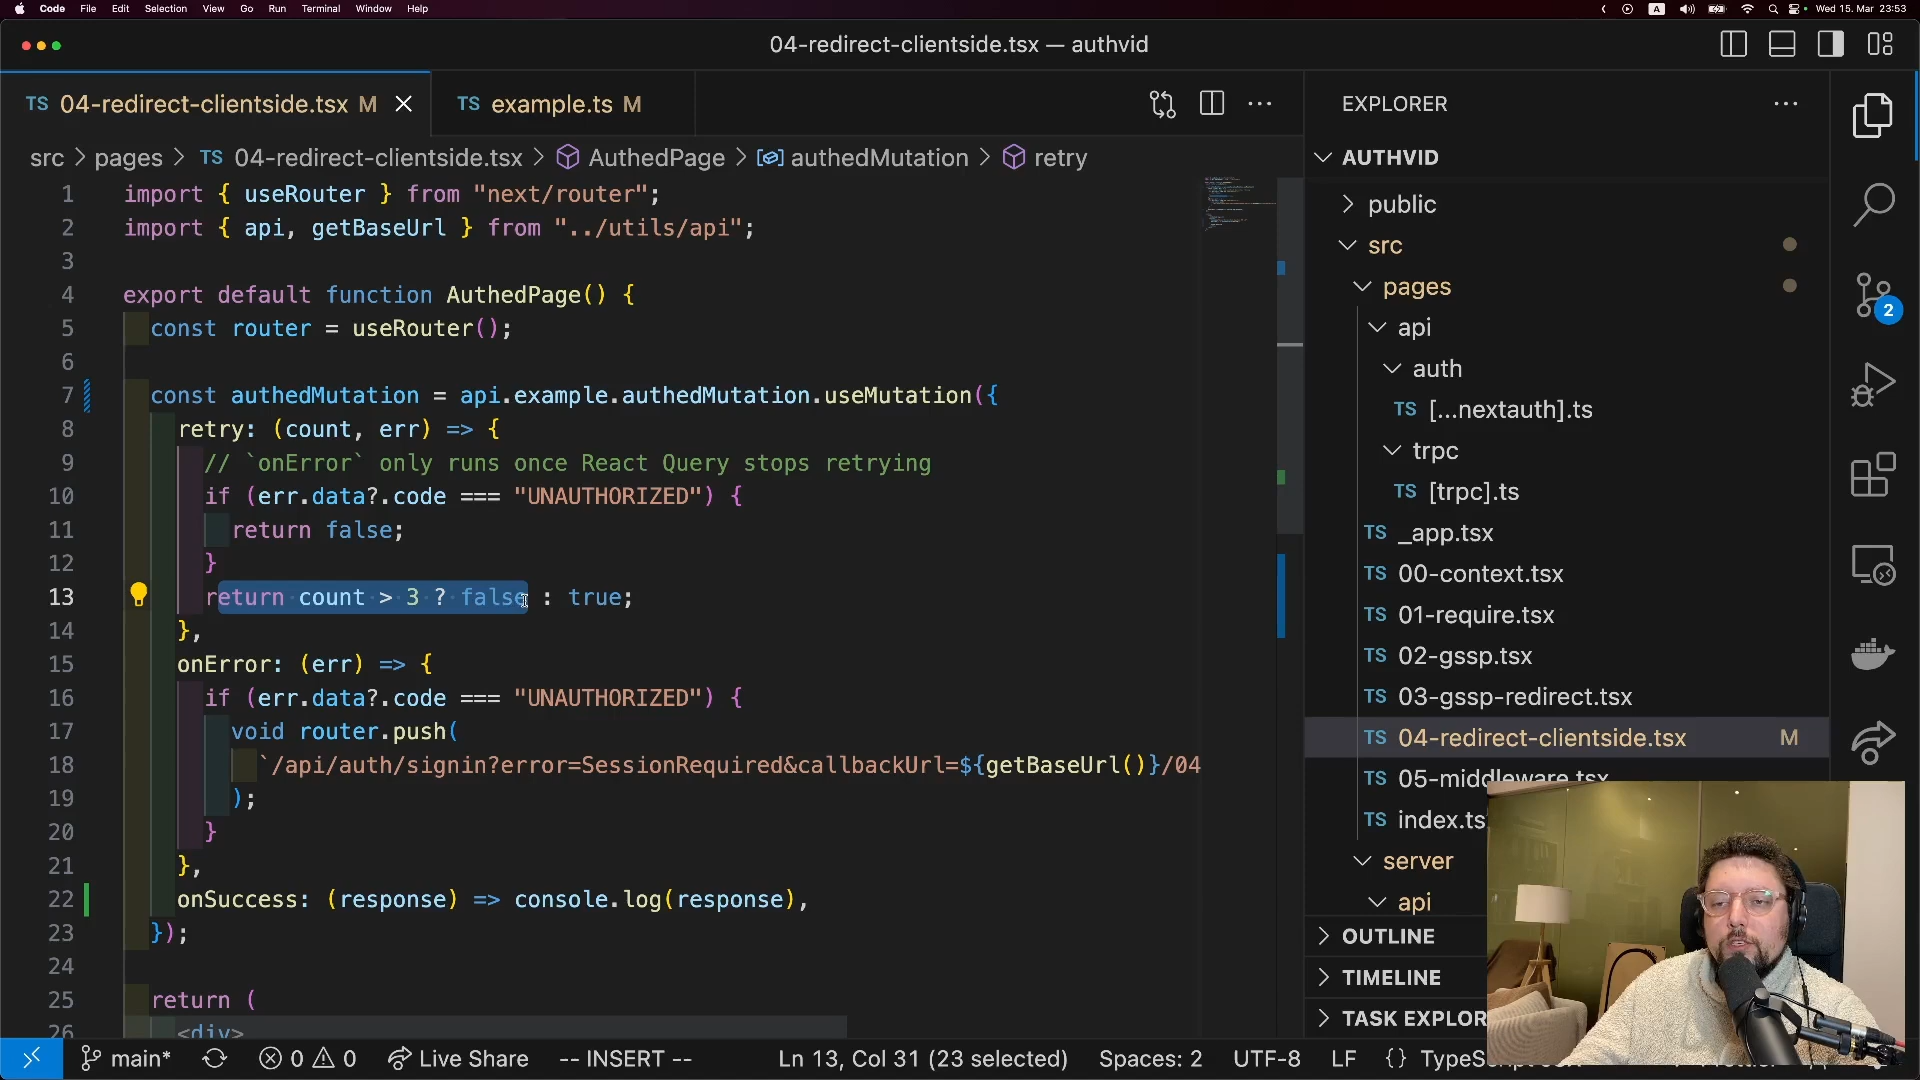 Code File Edit Selection View Go Run Terminal Window Help
A Wed 15. Mar 23:53
04-redirect-clientside.tsx — authvid
TS 04-redirect-clientside.tsx M
TS example.ts M
src > pages > TS 04-redirect-clientside.tsx > AuthedPage > authedMutation > retry
1 import { useRouter } from "next/router";
2 import { api, getBaseUrl } from "../utils/api";
3
4 export default function AuthedPage() {
5 const router = useRouter();
6
7 const authedMutation = api.example.authedMutation.useMutation({
8 retry: (count, err) => {
9 // `onError` only runs once React Query stops retrying
10 if (err.data?.code === "UNAUTHORIZED") {
11 return false;
12 }
13 return count > 3 ? false : true;
14 },
15 onError: (err) => {
16 if (err.data?.code === "UNAUTHORIZED") {
17 void router.push(
18 `/api/auth/signin?error=SessionRequired&callbackUrl=${getBaseUrl()}/04
19 );
20 }
21 },
22 onSuccess: (response) => console.log(response),
23 });
24
25 return (
26 <div>
EXPLORER
AUTHVID
public
src
pages
api
auth
TS [...nextauth].ts
trpc
TS [trpc].ts
TS _app.tsx
TS 00-context.tsx
TS 01-require.tsx
TS 02-gssp.tsx
TS 03-gssp-redirect.tsx
TS 04-redirect-clientside.tsx M
TS 05-middleware.tsx
TS index.ts
server
api
OUTLINE
TIMELINE
TASK EXPLOR
2
main* 0 0 Live Share -- INSERT -- Ln 13, Col 31 (23 selected) Spaces: 2 UTF-8 LF {}